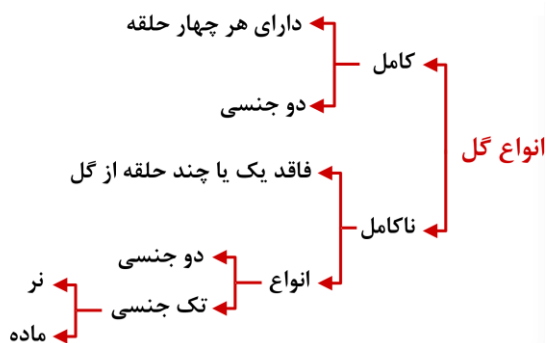 انواع گل
کامل
دارای هر چهار حلقه
دو جنسی
ناکامل
فاقد یک یا چند حلقه از گل
انواع
دو جنسی
تک جنسی
نر
ماده